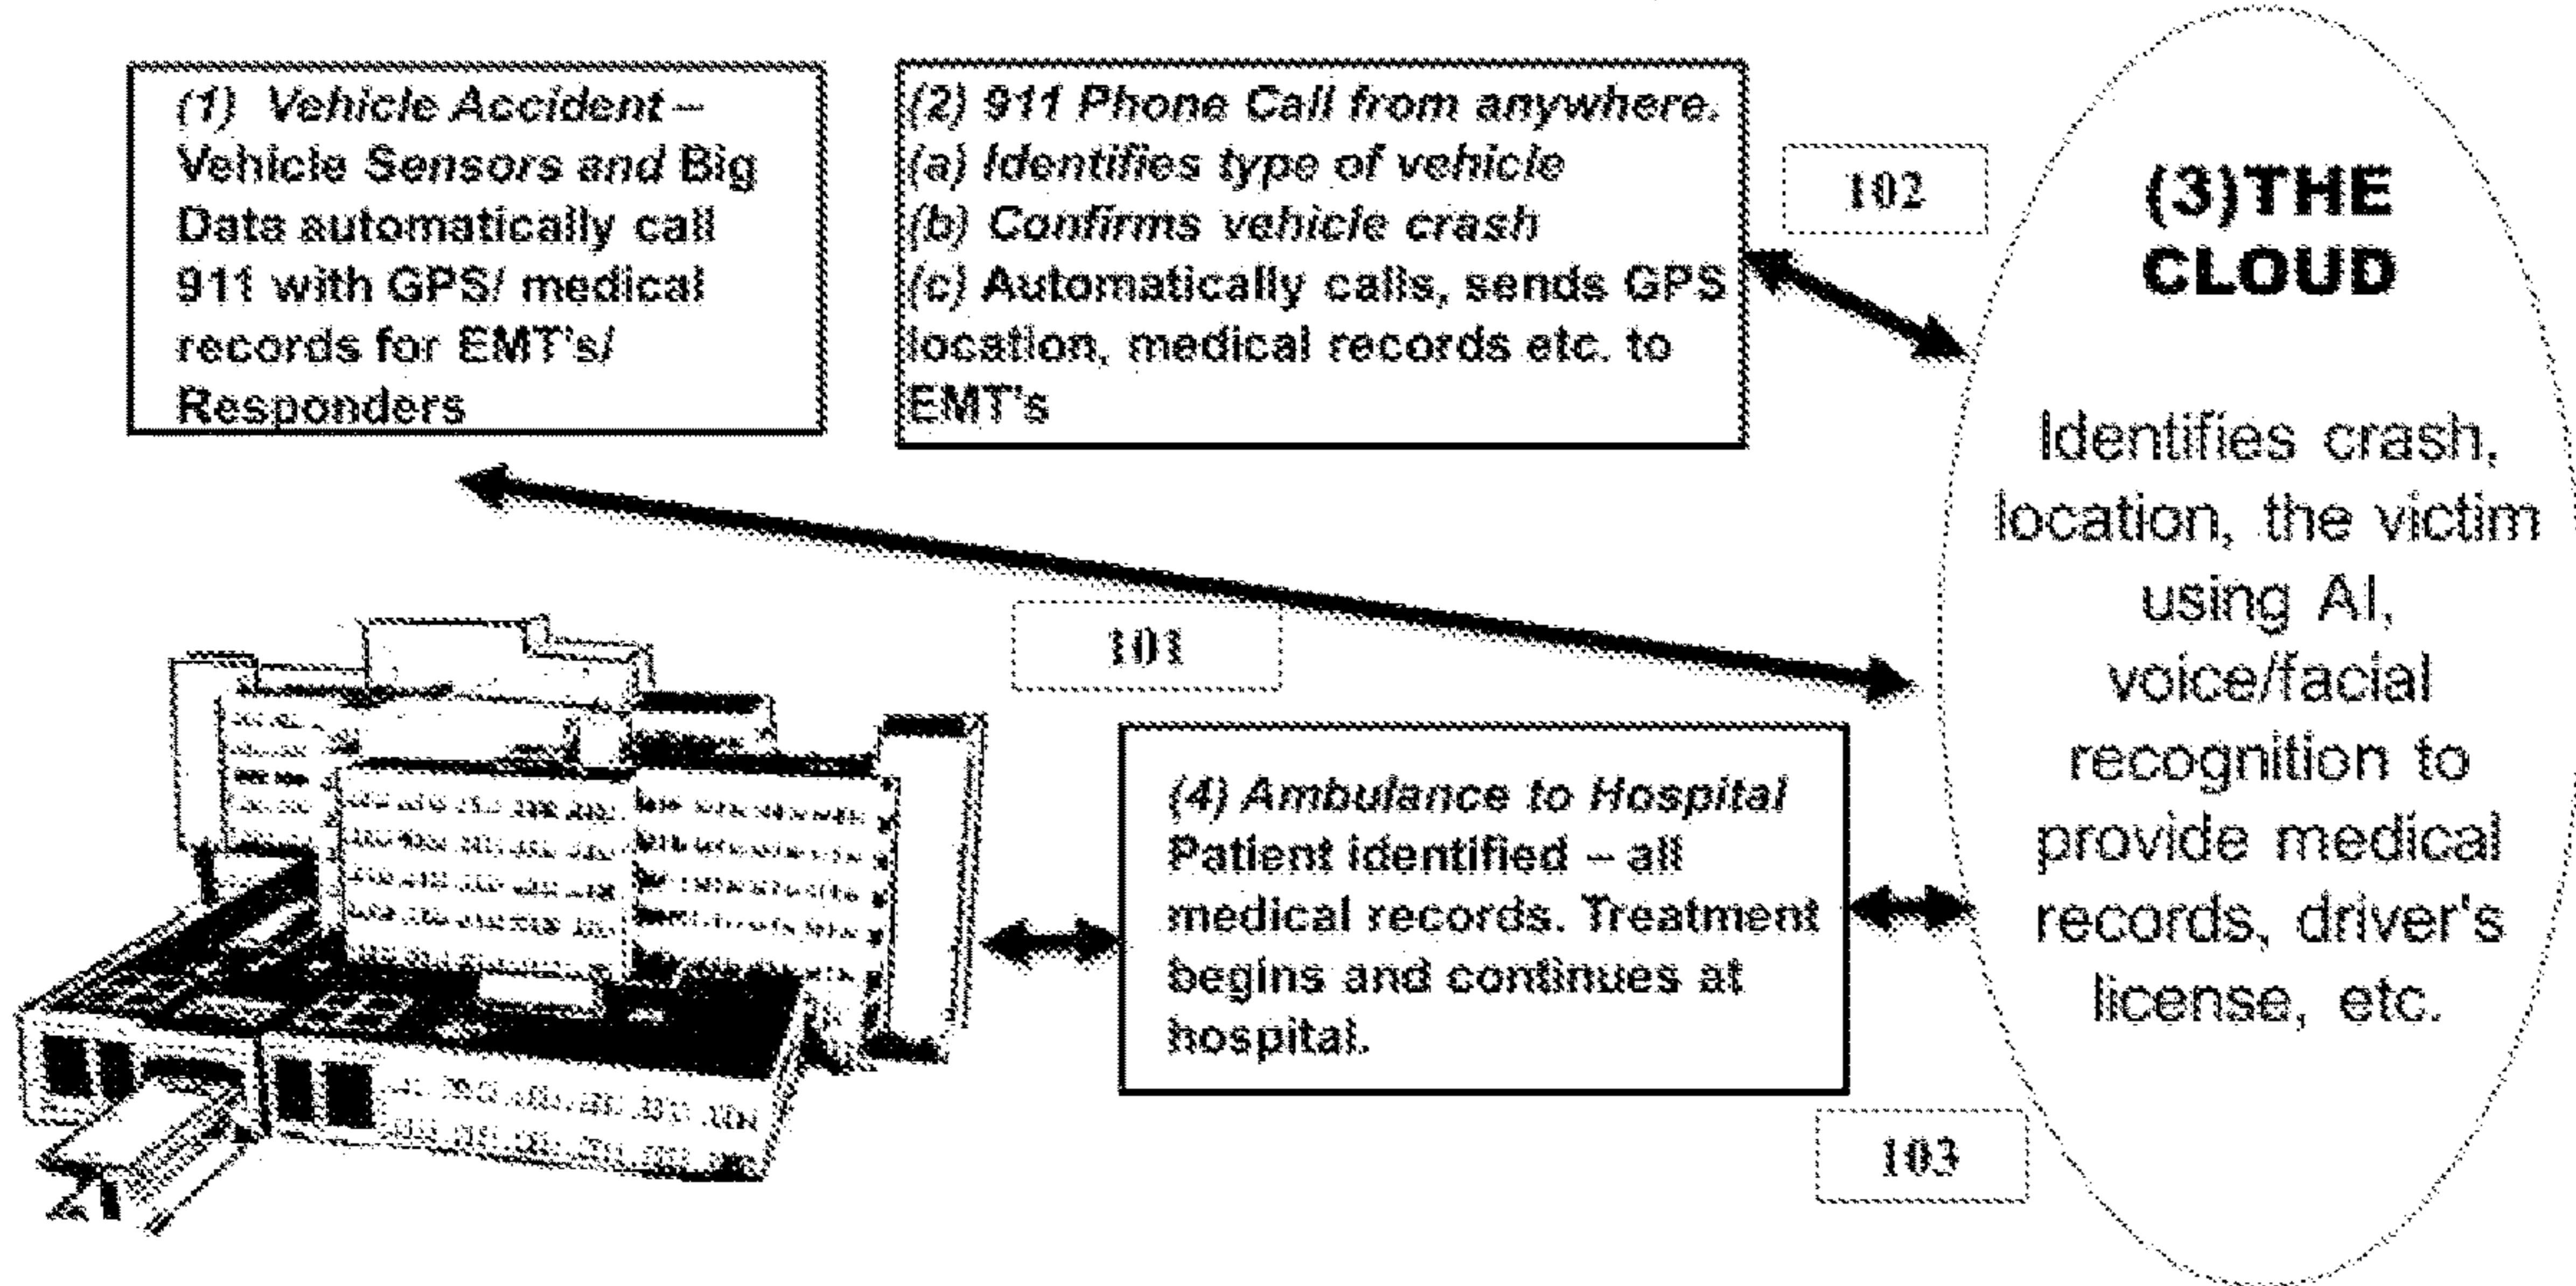 (1) Vehicle Accident –
Vehicle Sensors and Big
Data automatically call
911 with GPS/ medical
records for EMT's/
Responders
(2) 911 Phone Call from anywhere.
(a) Identifies type of vehicle
(b) Confirms vehicle crash
(c) Automatically calls, sends GPS
location, medical records etc. to
EMT's
102
(3)THE
CLOUD
Identifies crash,
location, the victim
using AI,
voice/facial
recognition to
provide medical
records, driver's
license, etc.
101
(4) Ambulance to Hospital
Patient identified – all
medical records. Treatment
begins and continues at
hospital.
103